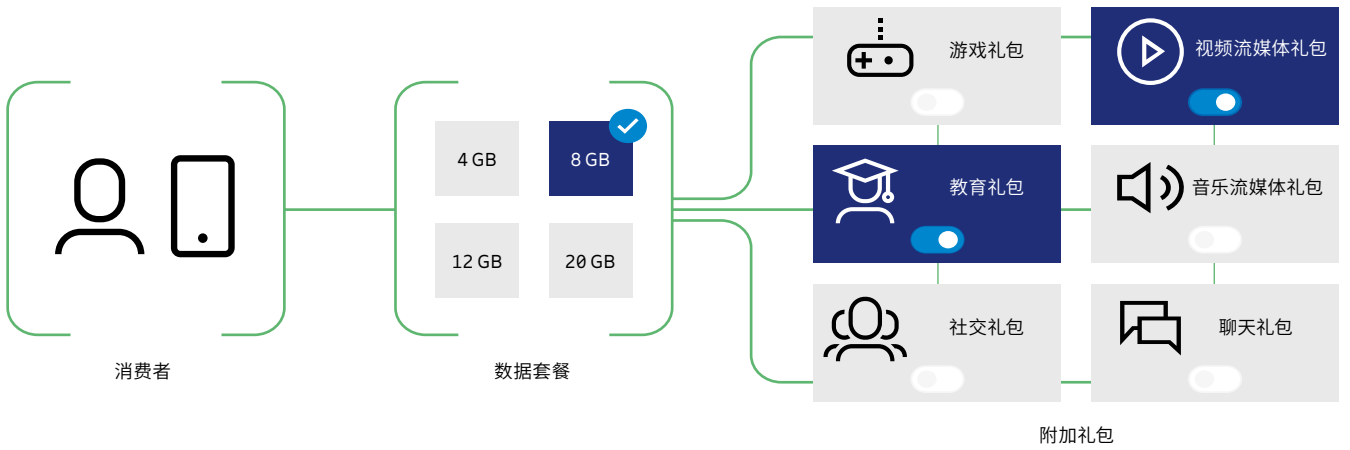 消费者
4 GB
8 GB
12 GB
20 GB
数据套餐
游戏礼包
视频流媒体礼包
教育礼包
音乐流媒体礼包
社交礼包
聊天礼包
附加礼包